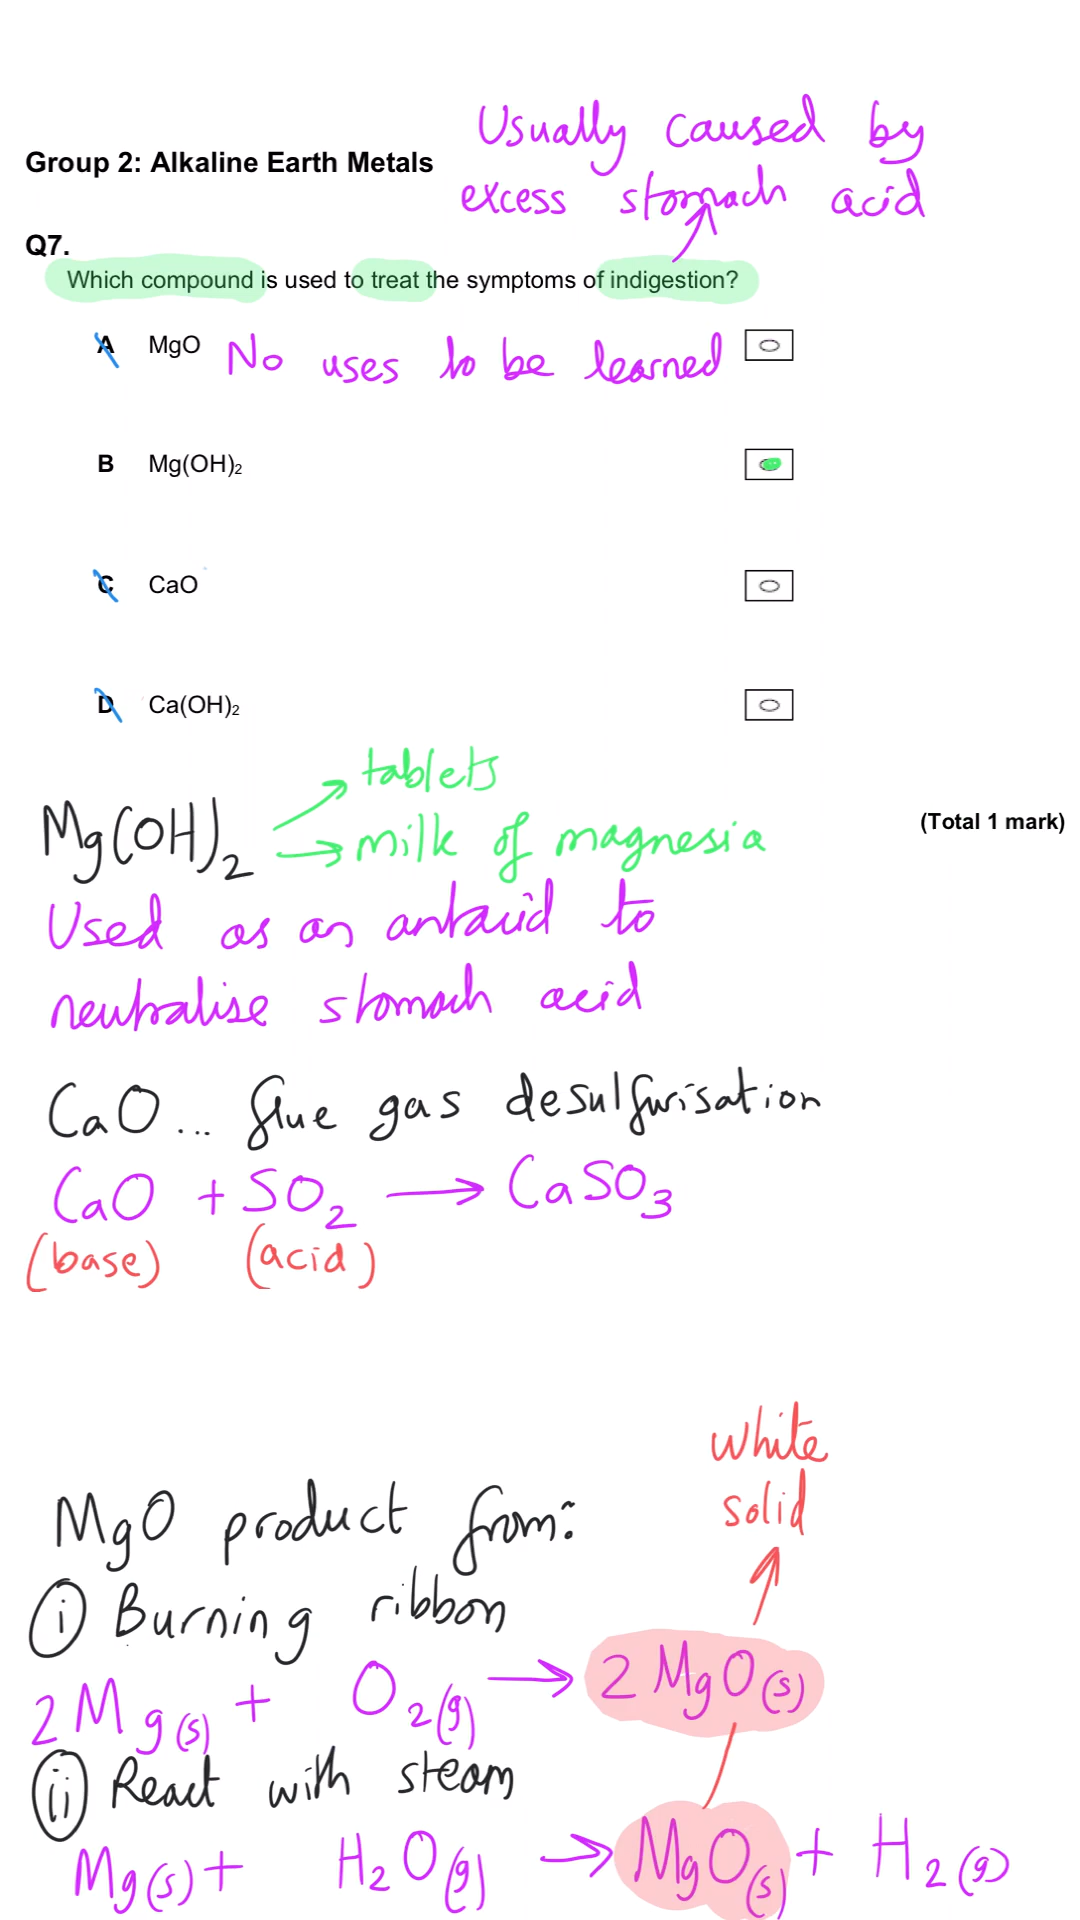 Usually caused by
Group 2: Alkaline Earth Metals
excess stomach acid
Q7.
Which compound is used to treat the symptoms of indigestion?
A MgO No uses to be learned
B Mg(OH)₂
C CaO
D Ca(OH)₂
tablets
(Total 1 mark)
Mg(OH)₂ → milk of magnesia
Used as an antacid to
neutralise stomach acid
CaO... flue gas desulfurisation
CaO + SO₂ → CaSO₃
(base) (acid)
white
solid
MgO product from:
(i) Burning ribbon
2Mg(s) + O₂(g) → 2MgO(s)
(ii) React with steam
Mg(s) + H₂O(g) → MgO(s) + H₂(g)